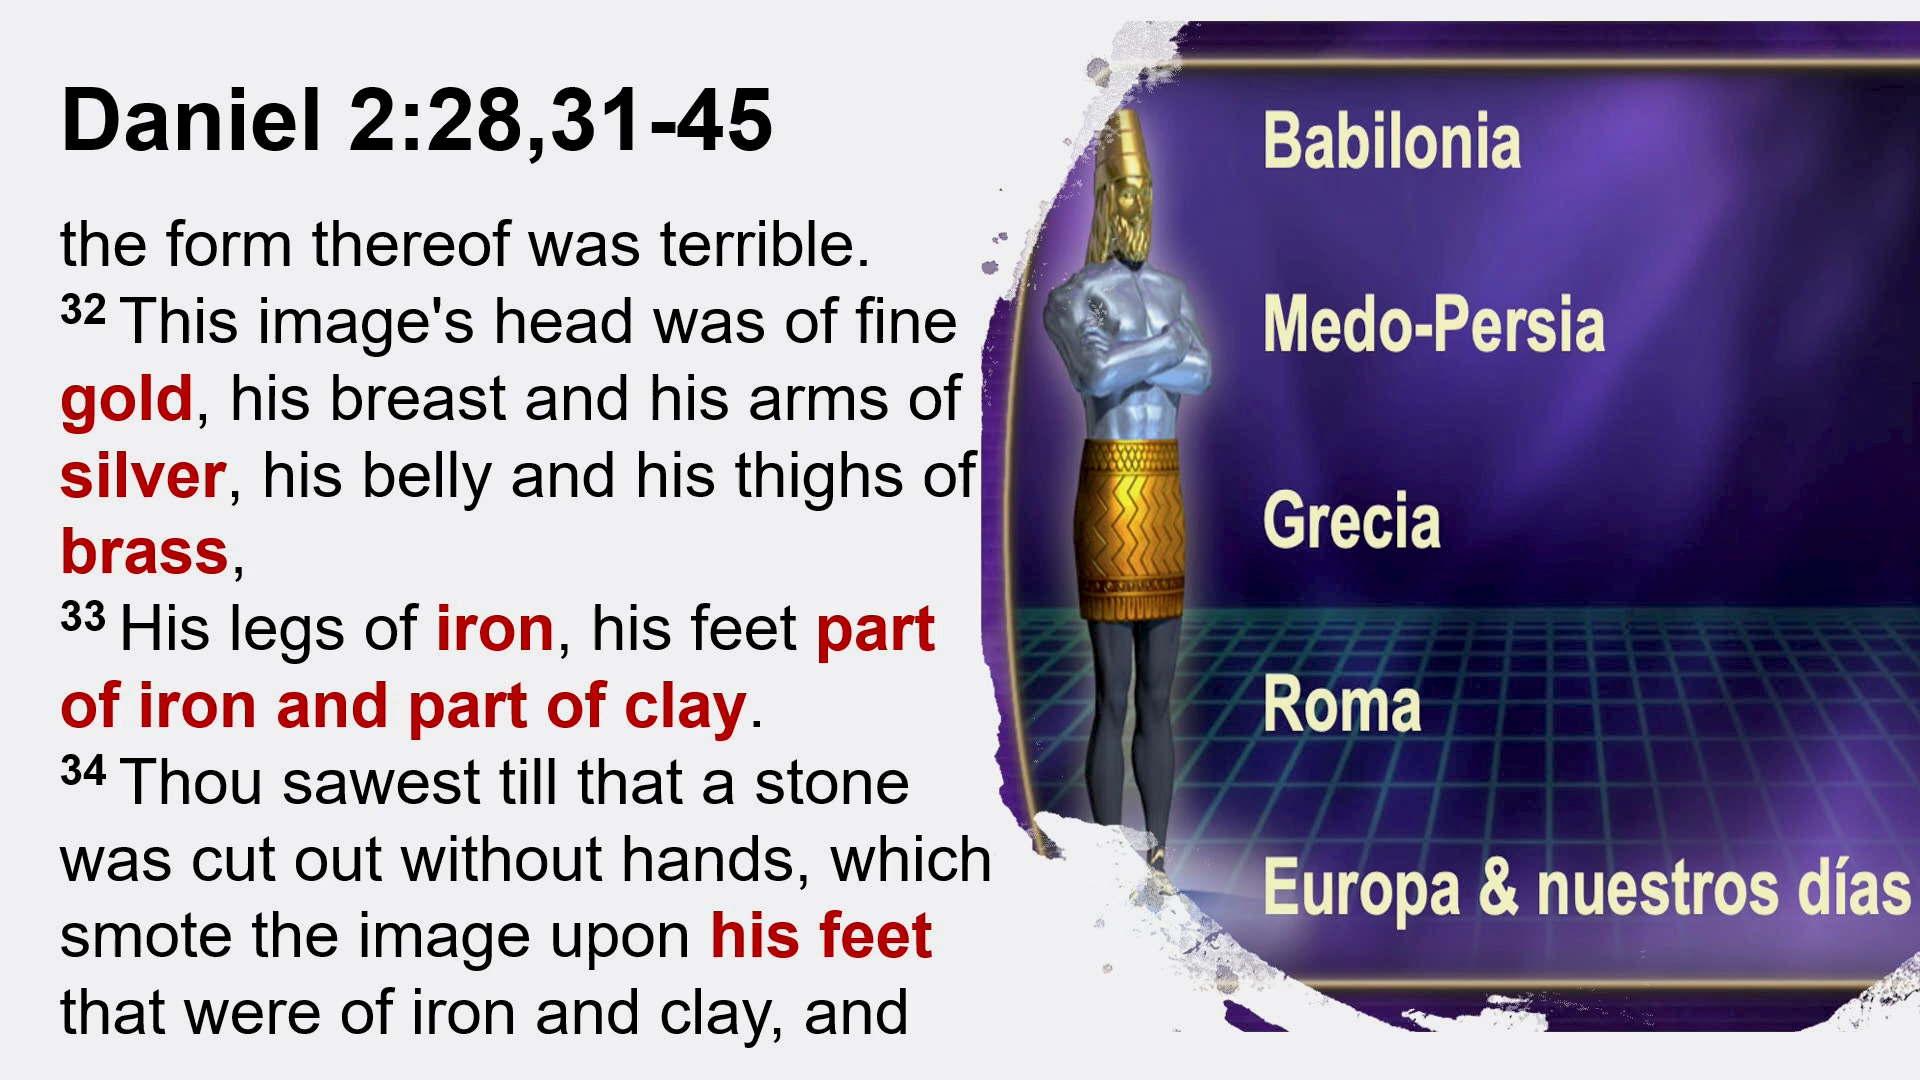 Daniel 2:28,31-45
the form thereof was terrible.
32 This image's head was of fine
gold, his breast and his arms of
silver, his belly and his thighs of
brass,
33 His legs of iron, his feet part
of iron and part of clay.
34 Thou sawest till that a stone
was cut out without hands, which
smote the image upon his feet
that were of iron and clay, and
Babilonia
Medo-Persia
Grecia
Roma
Europa & nuestros días